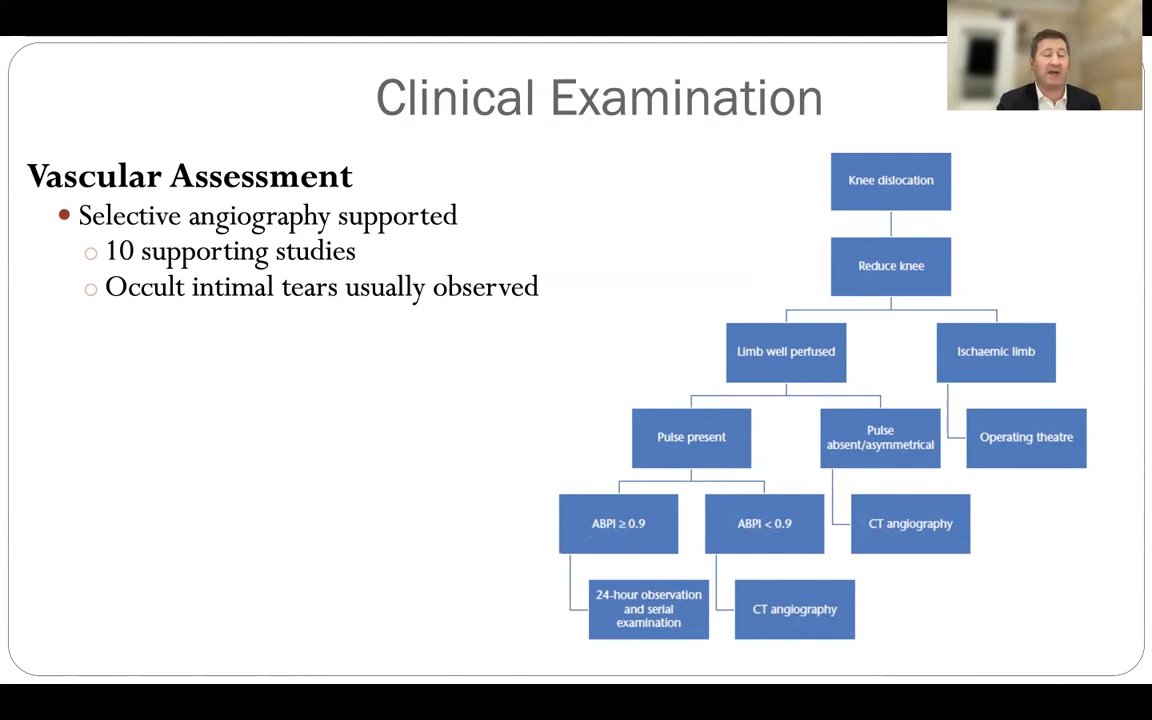 Clinical Examination
Vascular Assessment
Selective angiography supported
10 supporting studies
Occult intimal tears usually observed
Knee dislocation
Reduce knee
Limb well perfused
Ischaemic limb
Pulse present
Pulse
absent/asymmetrical
Operating theatre
ABPI ≥ 0.9
ABPI < 0.9
CT angiography
24-hour observation
and serial
examination
CT angiography